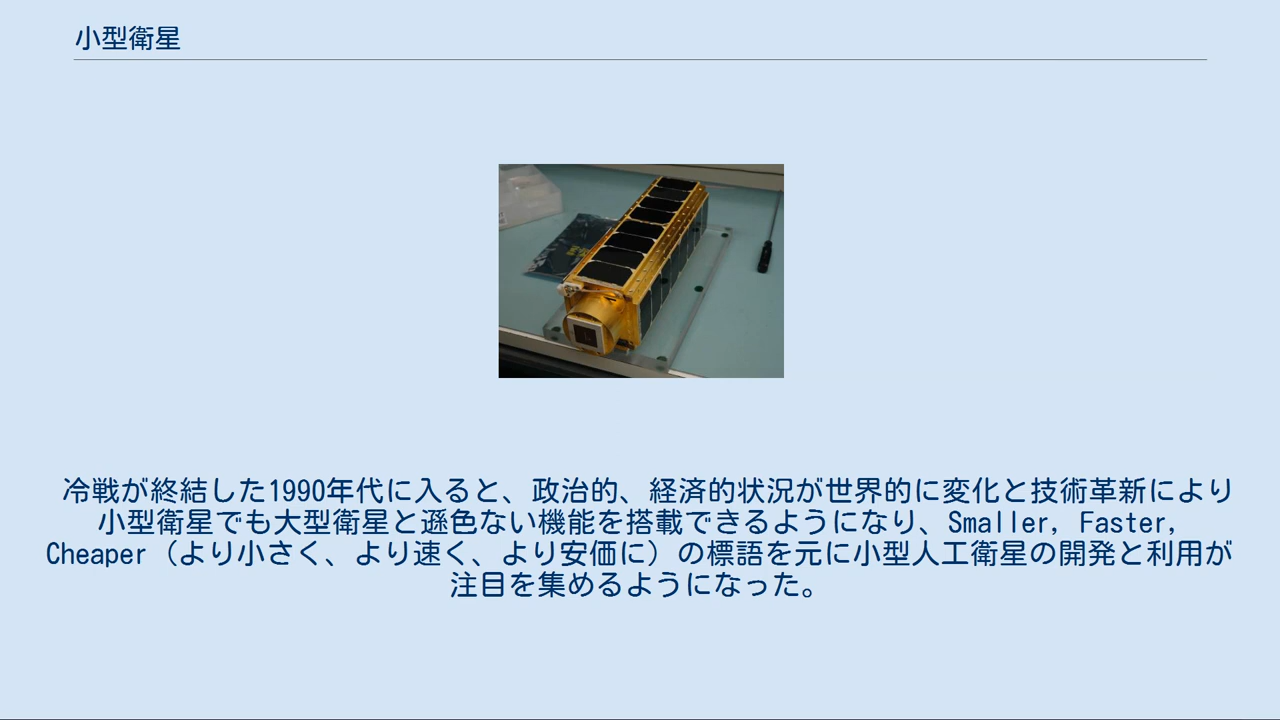 小型衛星
冷戦が終結した1990年代に入ると、政治的、経済的状況が世界的に変化と技術革新により
小型衛星でも大型衛星と遜色ない機能を搭載できるようになり、Smaller, Faster,
Cheaper（より小さく、より速く、より安価に）の標語を元に小型人工衛星の開発と利用が
注目を集めるようになった。